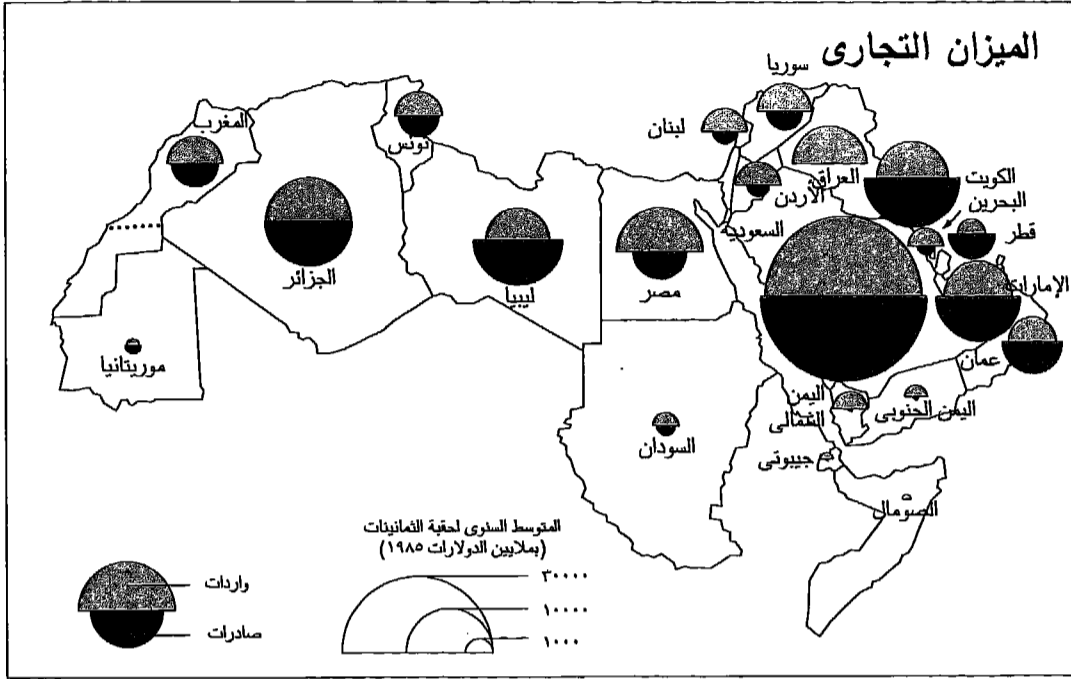 الميزان التجارى
سوريا
لبنان
المغرب
تونس
العراق
الأردن
الكويت
البحرين
قطر
السعودية
الإمارات
الجزائر
ليبيا
مصر
عمان
موريتانيا
اليمن
الشمالى
اليمن الجنوبى
السودان
جيبوتى
الصومال
المتوسط السنوى لحقبة الثمانينات
(بملايين الدولارات ١٩٨٥)
٣٠٠٠٠
١٠٠٠٠
١٠٠٠
واردات
صادرات